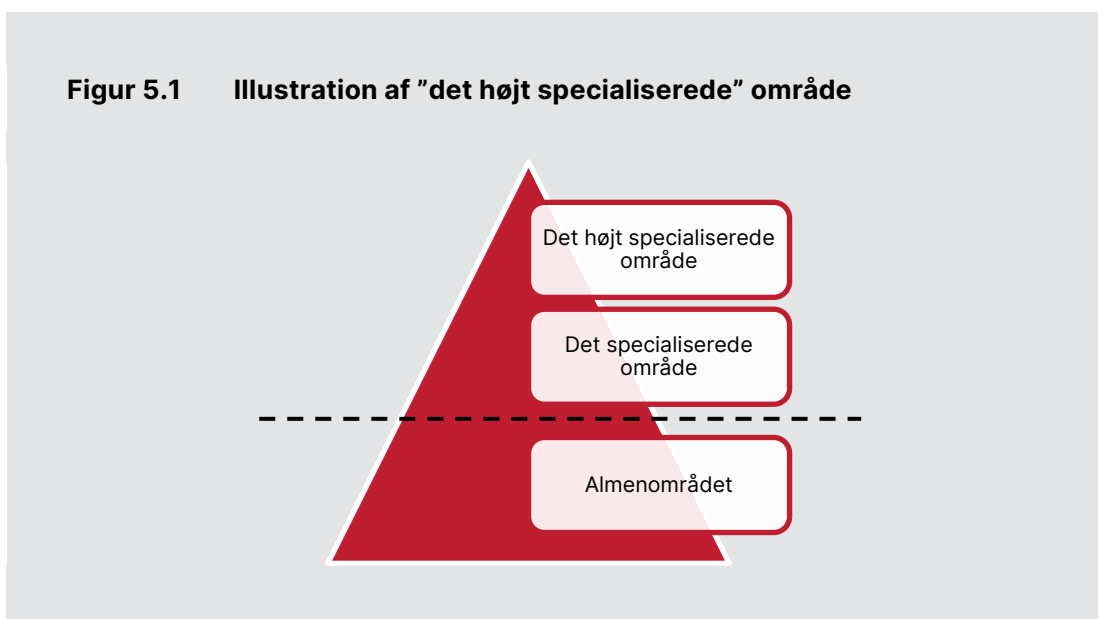 Figur 5.1 Illustration af ”det højt specialiserede” område
Det højt specialiserede
område
Det specialiserede
område
Almenområdet